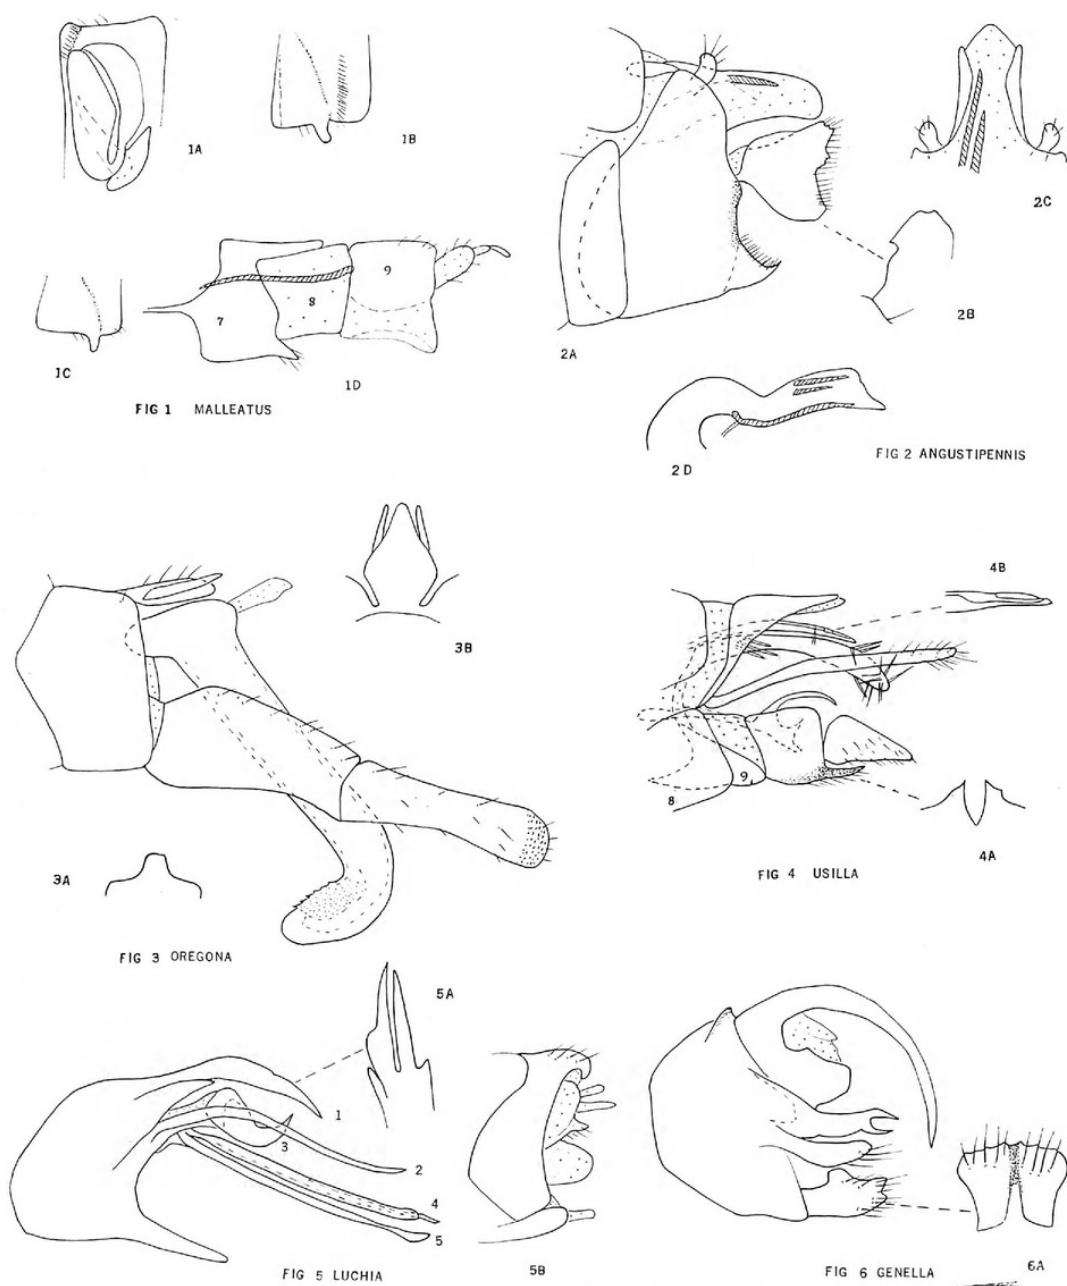 1A
1B
1C
7
8
9
1D
FIG 1 MALLEATUS
2A
2B
2C
2D
FIG 2 ANGUSTIPENNIS
3A
3B
FIG 3 OREGONA
4B
8
9
4A
FIG 4 USILLA
5A
1
2
3
4
5
5B
FIG 5 LUCHIA
6A
FIG 6 GENELLA